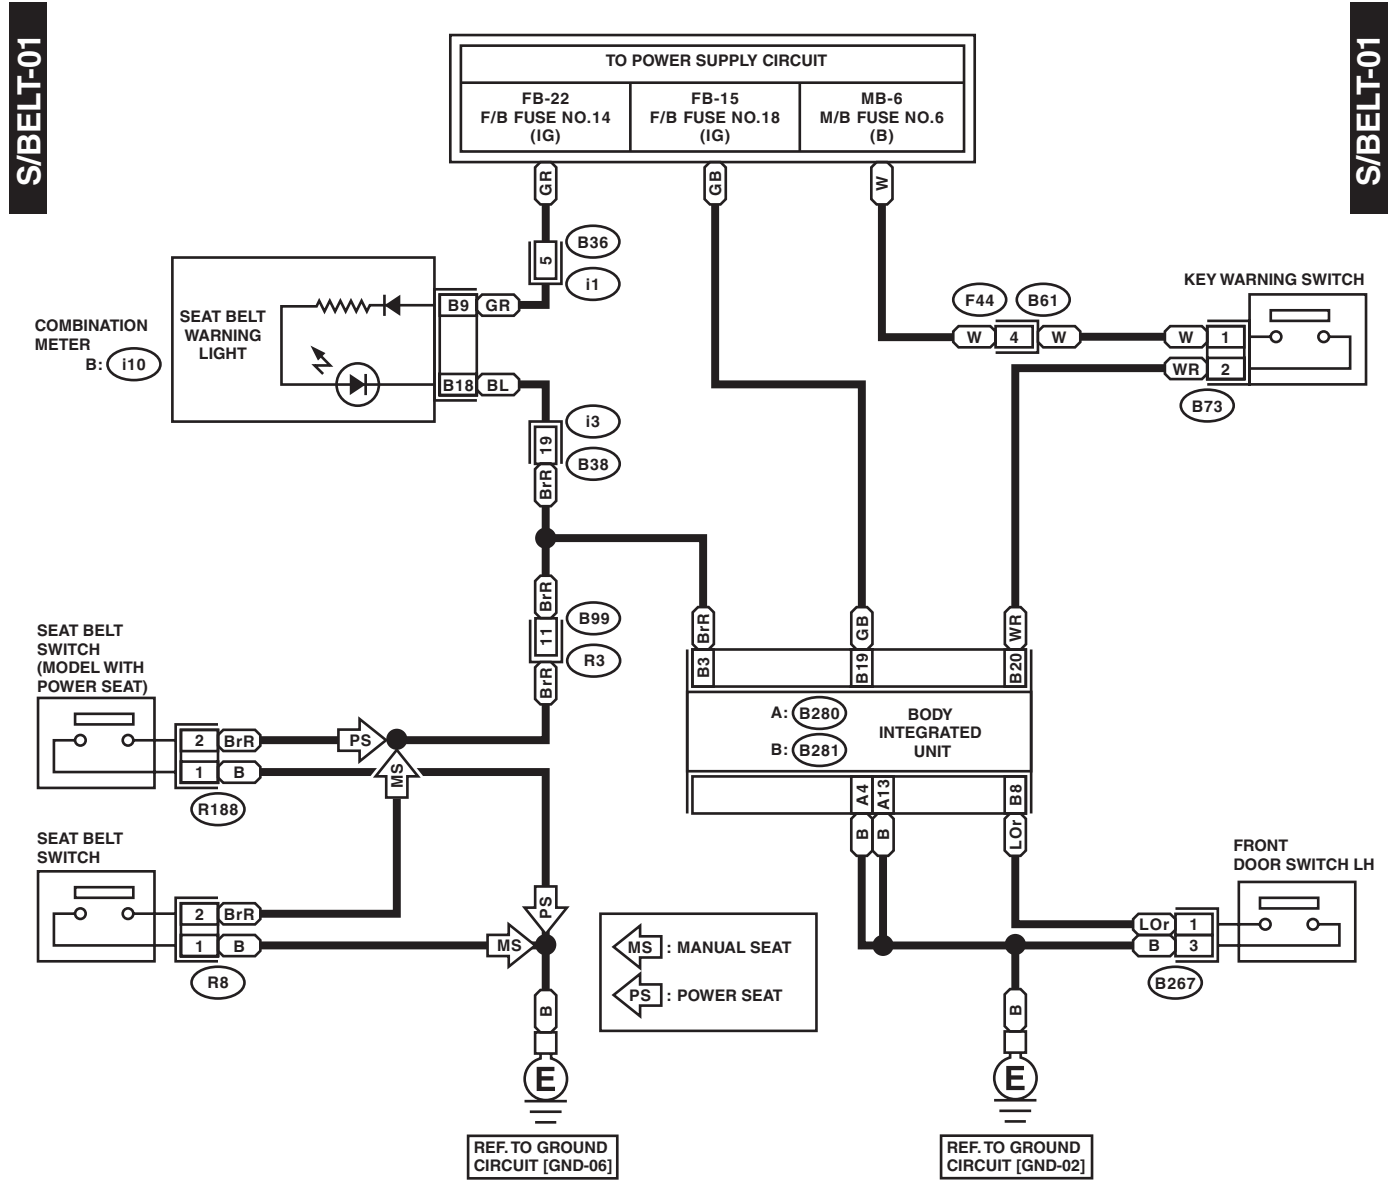 S/BELT-01
S/BELT-01
TO POWER SUPPLY CIRCUIT
FB-22
F/B FUSE NO.14
(IG)
FB-15
F/B FUSE NO.18
(IG)
MB-6
M/B FUSE NO.6
(B)
GR
GB
W
5
B36
i1
KEY WARNING SWITCH
F44
B61
W
4
W
W
1
WR
2
B73
COMBINATION
METER
B: i10
SEAT BELT
WARNING
LIGHT
B9
GR
B18
BL
i3
19
B38
BrR
BrR
B99
11
R3
BrR
BrR
GB
WR
B3
B19
B20
A: B280
B: B281
BODY
INTEGRATED
UNIT
A4
A13
B8
B
B
LOr
SEAT BELT
SWITCH
(MODEL WITH
POWER SEAT)
2
BrR
PS
1
B
MS
R188
SEAT BELT
SWITCH
2
BrR
1
B
MS
PS
R8
MS : MANUAL SEAT
PS : POWER SEAT
FRONT
DOOR SWITCH LH
LOr
1
B
3
B267
B
E
REF. TO GROUND
CIRCUIT [GND-06]
B
E
REF. TO GROUND
CIRCUIT [GND-02]